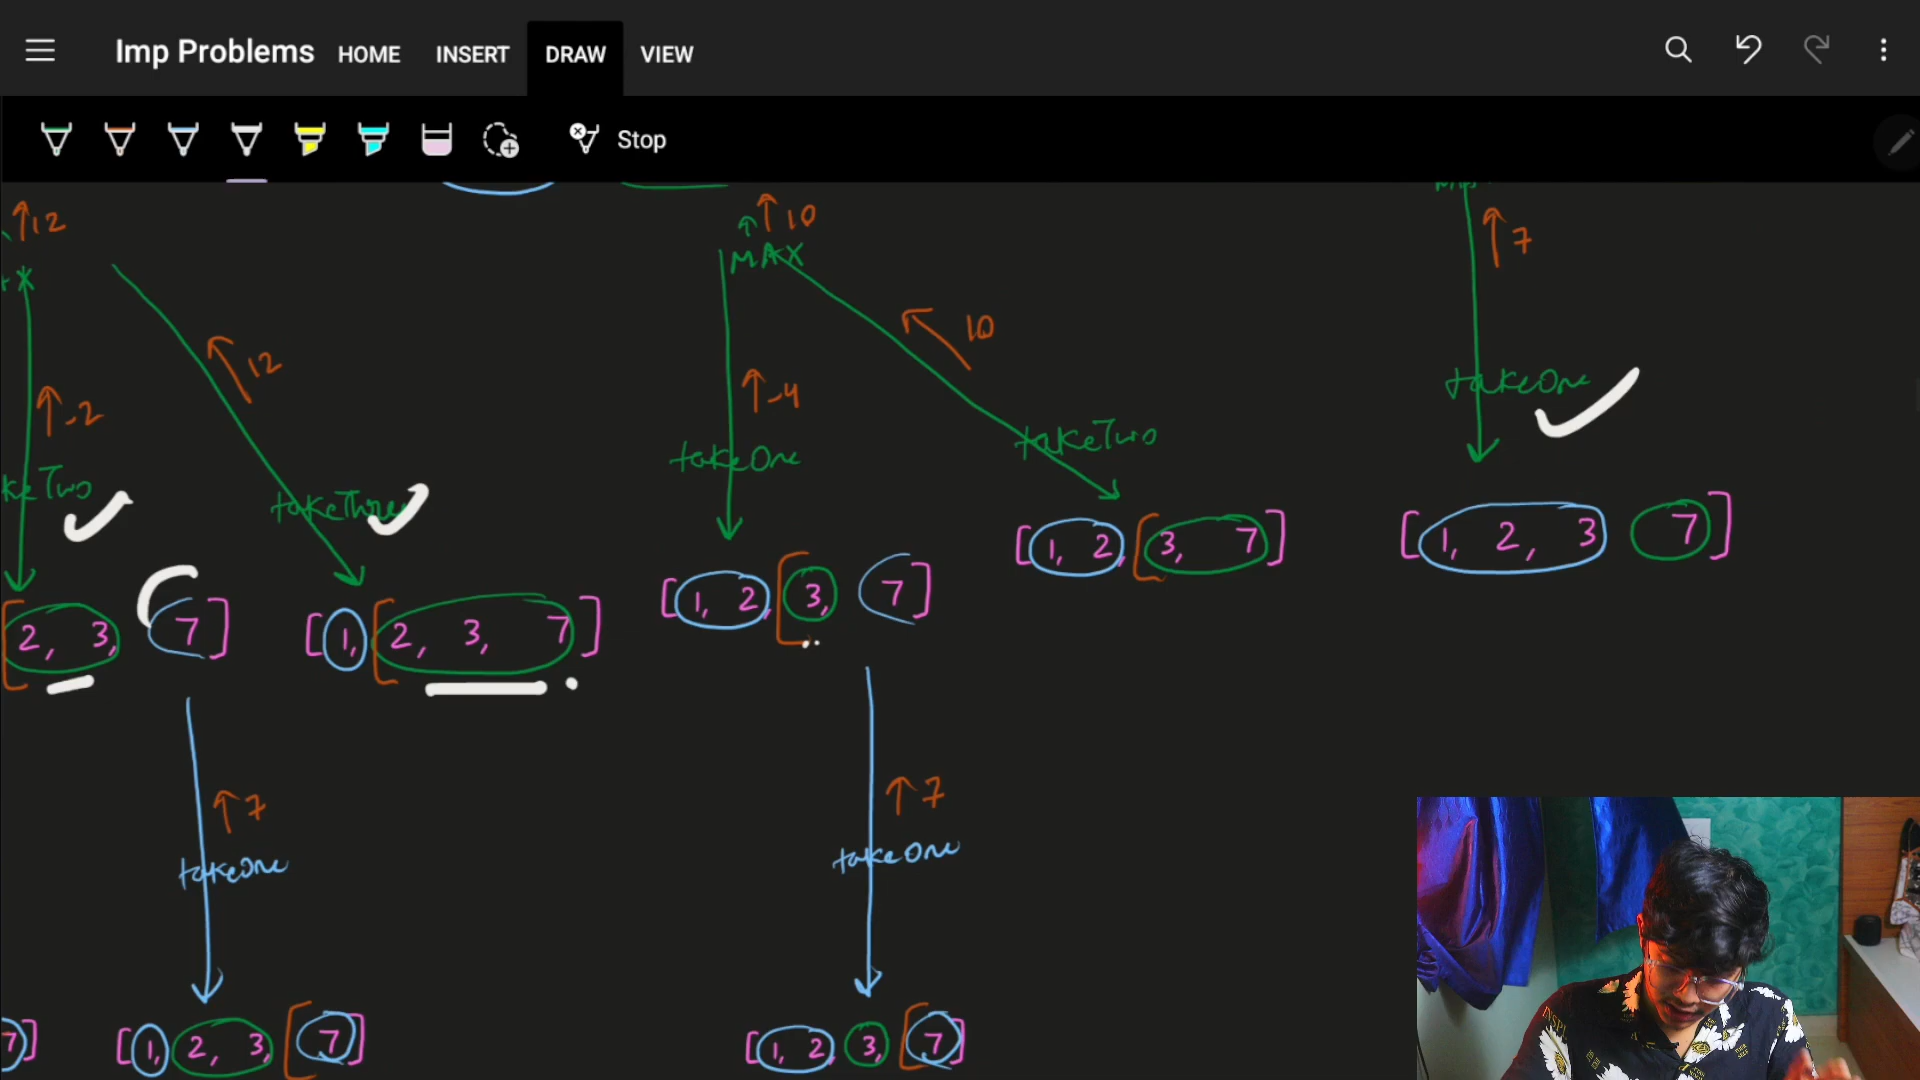 Imp Problems HOME INSERT DRAW VIEW
Stop
↑12
↑↑10
MAX
↑7
12
10
↑-2
↑-4
takeOne
takeTwo
takeOne
keTwo
takeThree
[1, 2, [3, 7]
[1, 2, 3 7]
[2, 3, 7]
[1, [2, 3, 7]
[1, 2, [3, 7]
↑7
↑7
takeOne
takeOne
7]
[1, 2, 3, [7]
[1, 2, 3, [7]